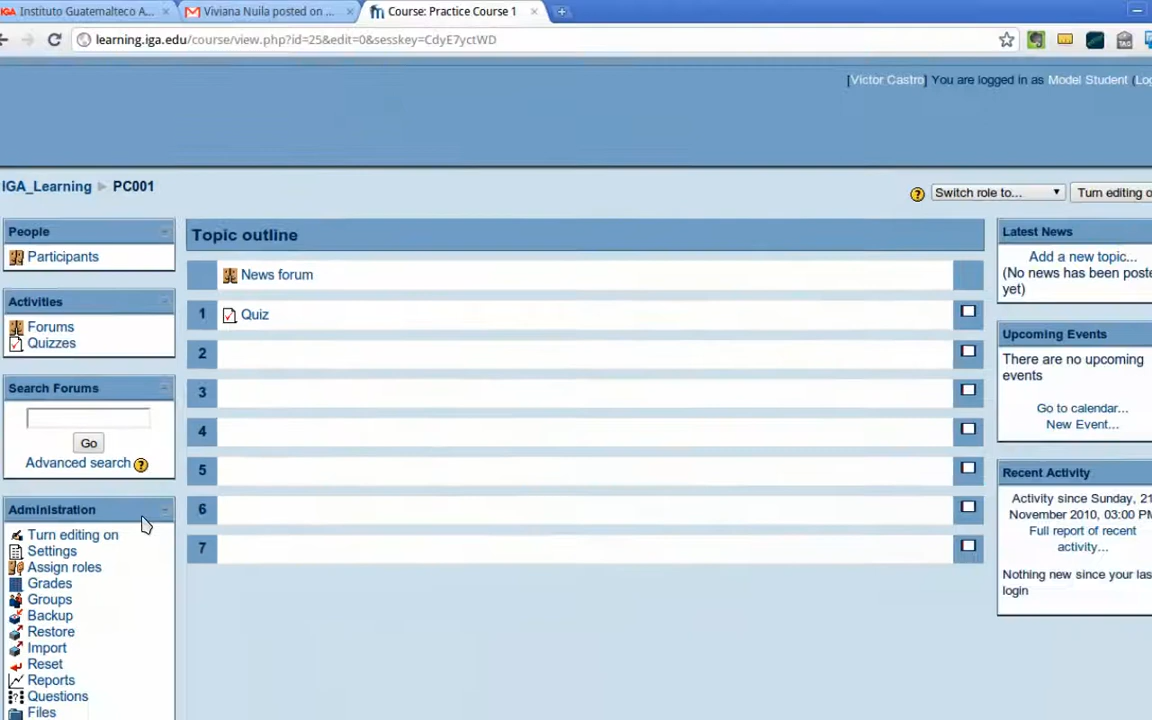 Instituto Guatemalteco A...
Viviana Nuila posted on ...
Course: Practice Course 1
learning.iga.edu/course/view.php?id=25&edit=0&sesskey=CdyE7yctWD
[Victor Castro] You are logged in as Model Student (Log
IGA_Learning ► PC001
Switch role to...
Turn editing o
People
Participants
Activities
Forums
Quizzes
Search Forums
Go
Advanced search
Administration
Turn editing on
Settings
Assign roles
Grades
Groups
Backup
Restore
Import
Reset
Reports
Questions
Files
Topic outline
News forum
1 Quiz
2
3
4
5
6
7
Latest News
Add a new topic...
(No news has been poste
yet)
Upcoming Events
There are no upcoming
events
Go to calendar...
New Event...
Recent Activity
Activity since Sunday, 21
November 2010, 03:00 PM
Full report of recent
activity...
Nothing new since your las
login